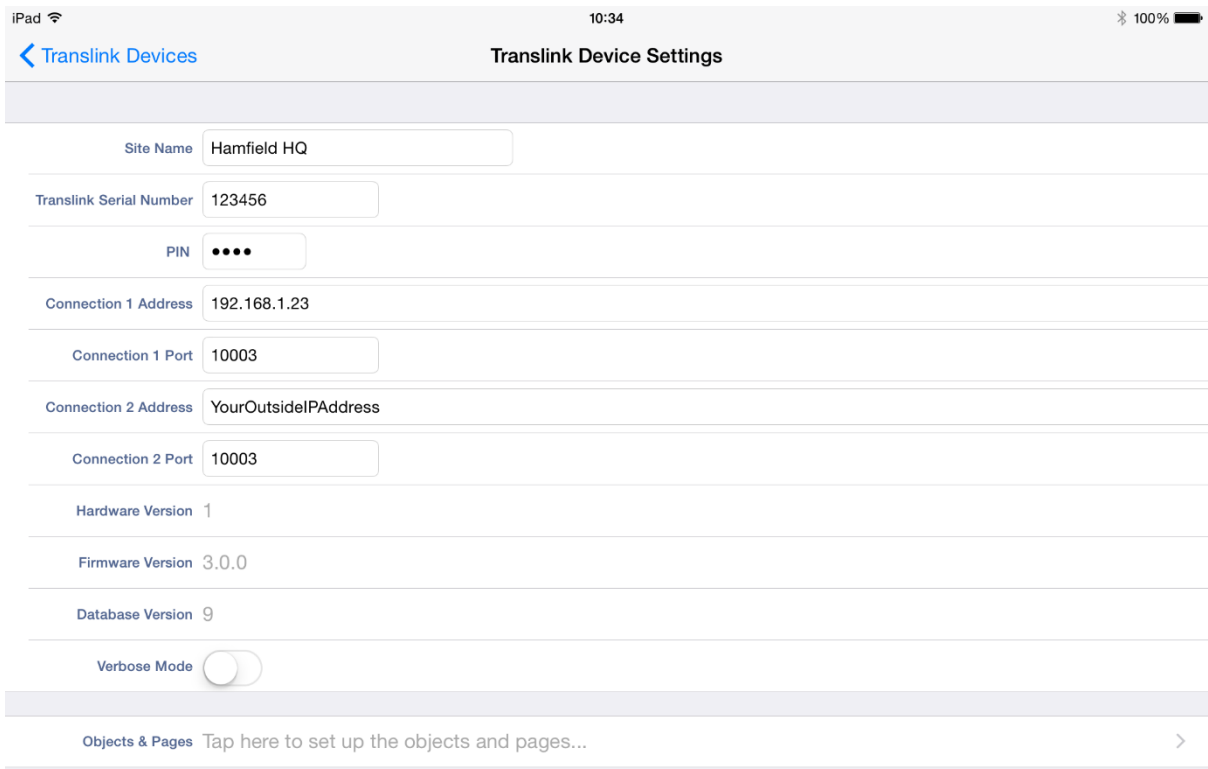 iPad 10:34 100%
Translink Devices Translink Device Settings
Site Name Hamfield HQ
Translink Serial Number 123456
PIN ••••
Connection 1 Address 192.168.1.23
Connection 1 Port 10003
Connection 2 Address YourOutsideIPAddress
Connection 2 Port 10003
Hardware Version 1
Firmware Version 3.0.0
Database Version 9
Verbose Mode
Objects & Pages Tap here to set up the objects and pages...